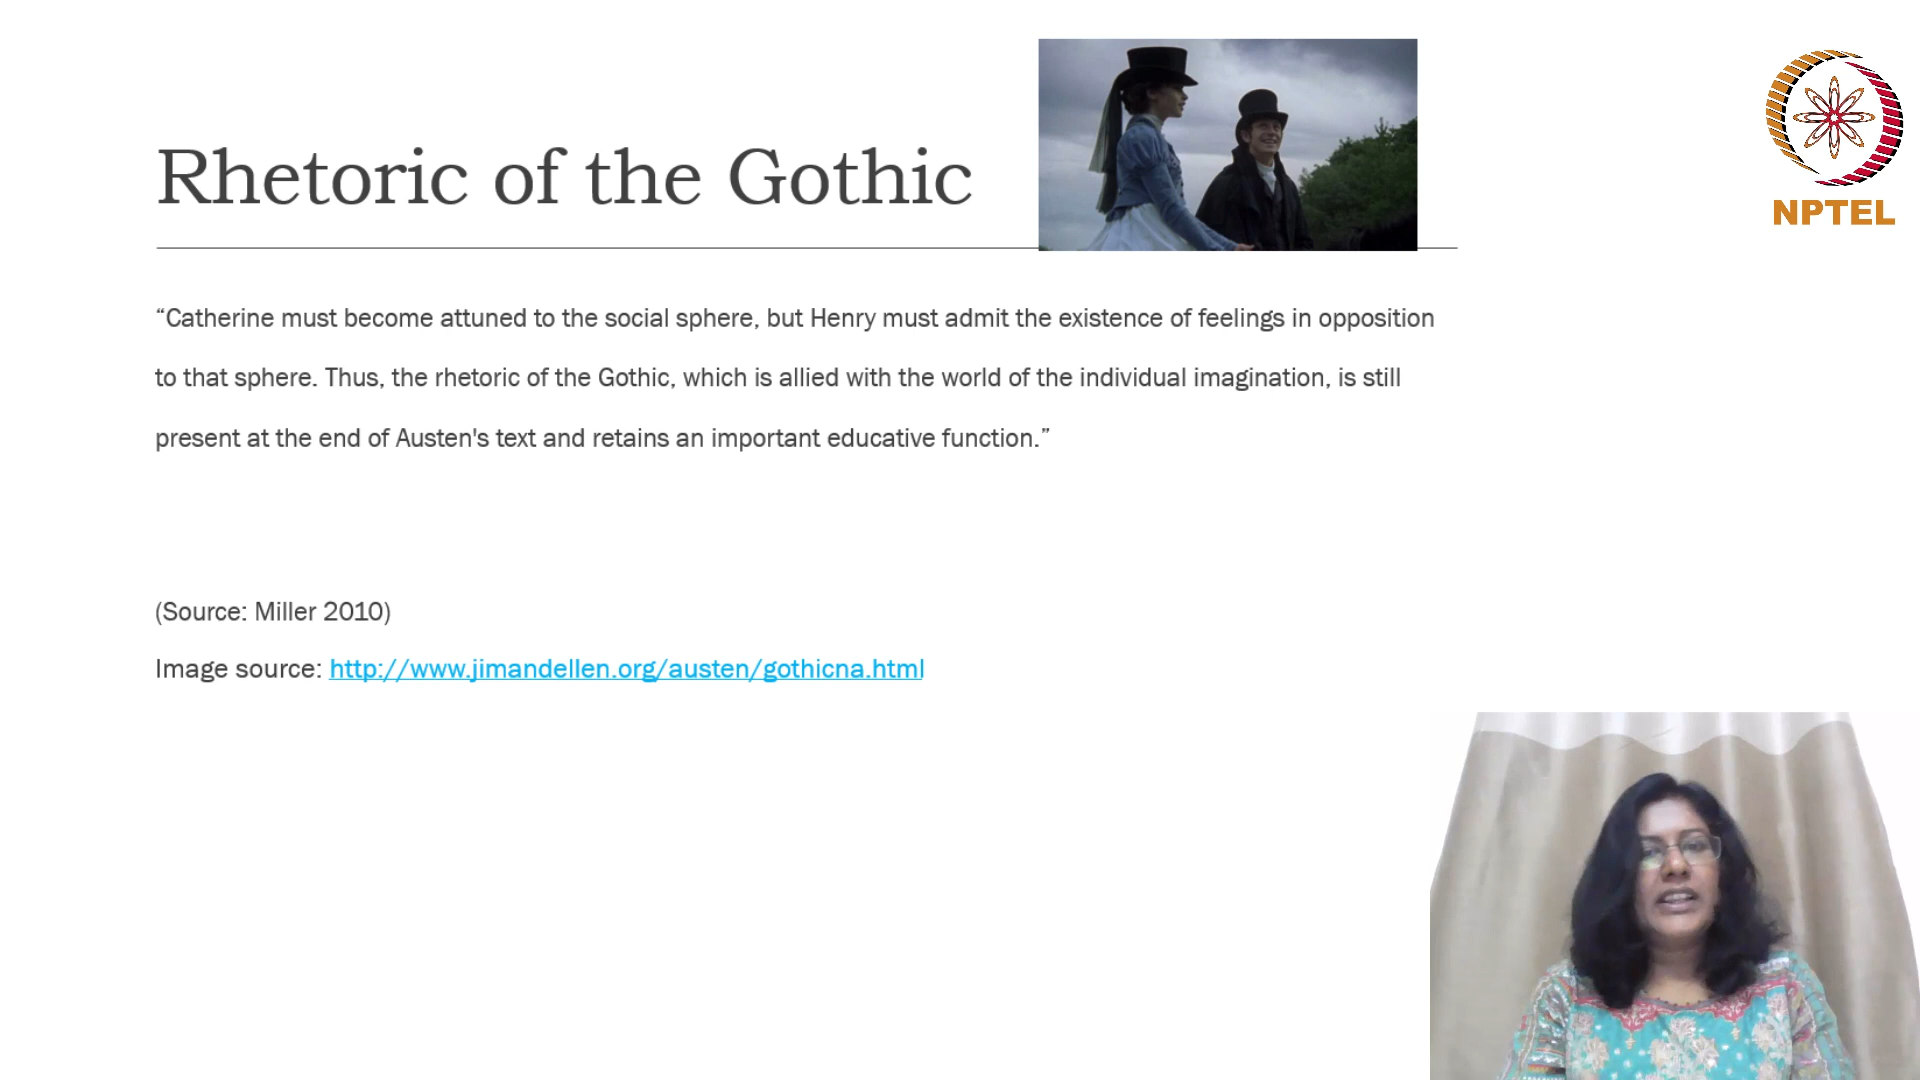 Rhetoric of the Gothic
NPTEL
“Catherine must become attuned to the social sphere, but Henry must admit the existence of feelings in opposition
to that sphere. Thus, the rhetoric of the Gothic, which is allied with the world of the individual imagination, is still
present at the end of Austen's text and retains an important educative function.”
(Source: Miller 2010)
Image source: http://www.jimandellen.org/austen/gothicna.html